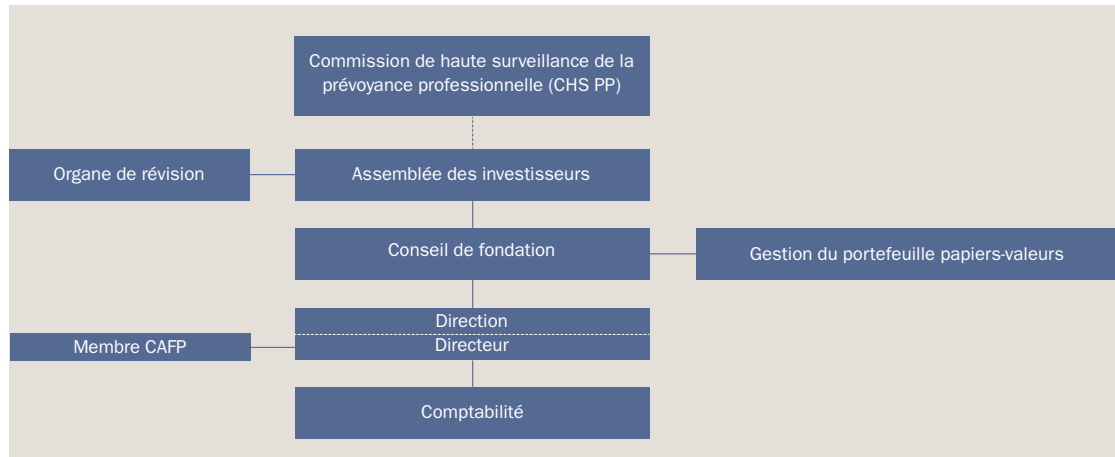 Commission de haute surveillance de la
prévoyance professionnelle (CHS PP)
Organe de révision
Assemblée des investisseurs
Conseil de fondation
Gestion du portefeuille papiers-valeurs
Direction
Membre CAFP
Directeur
Comptabilité